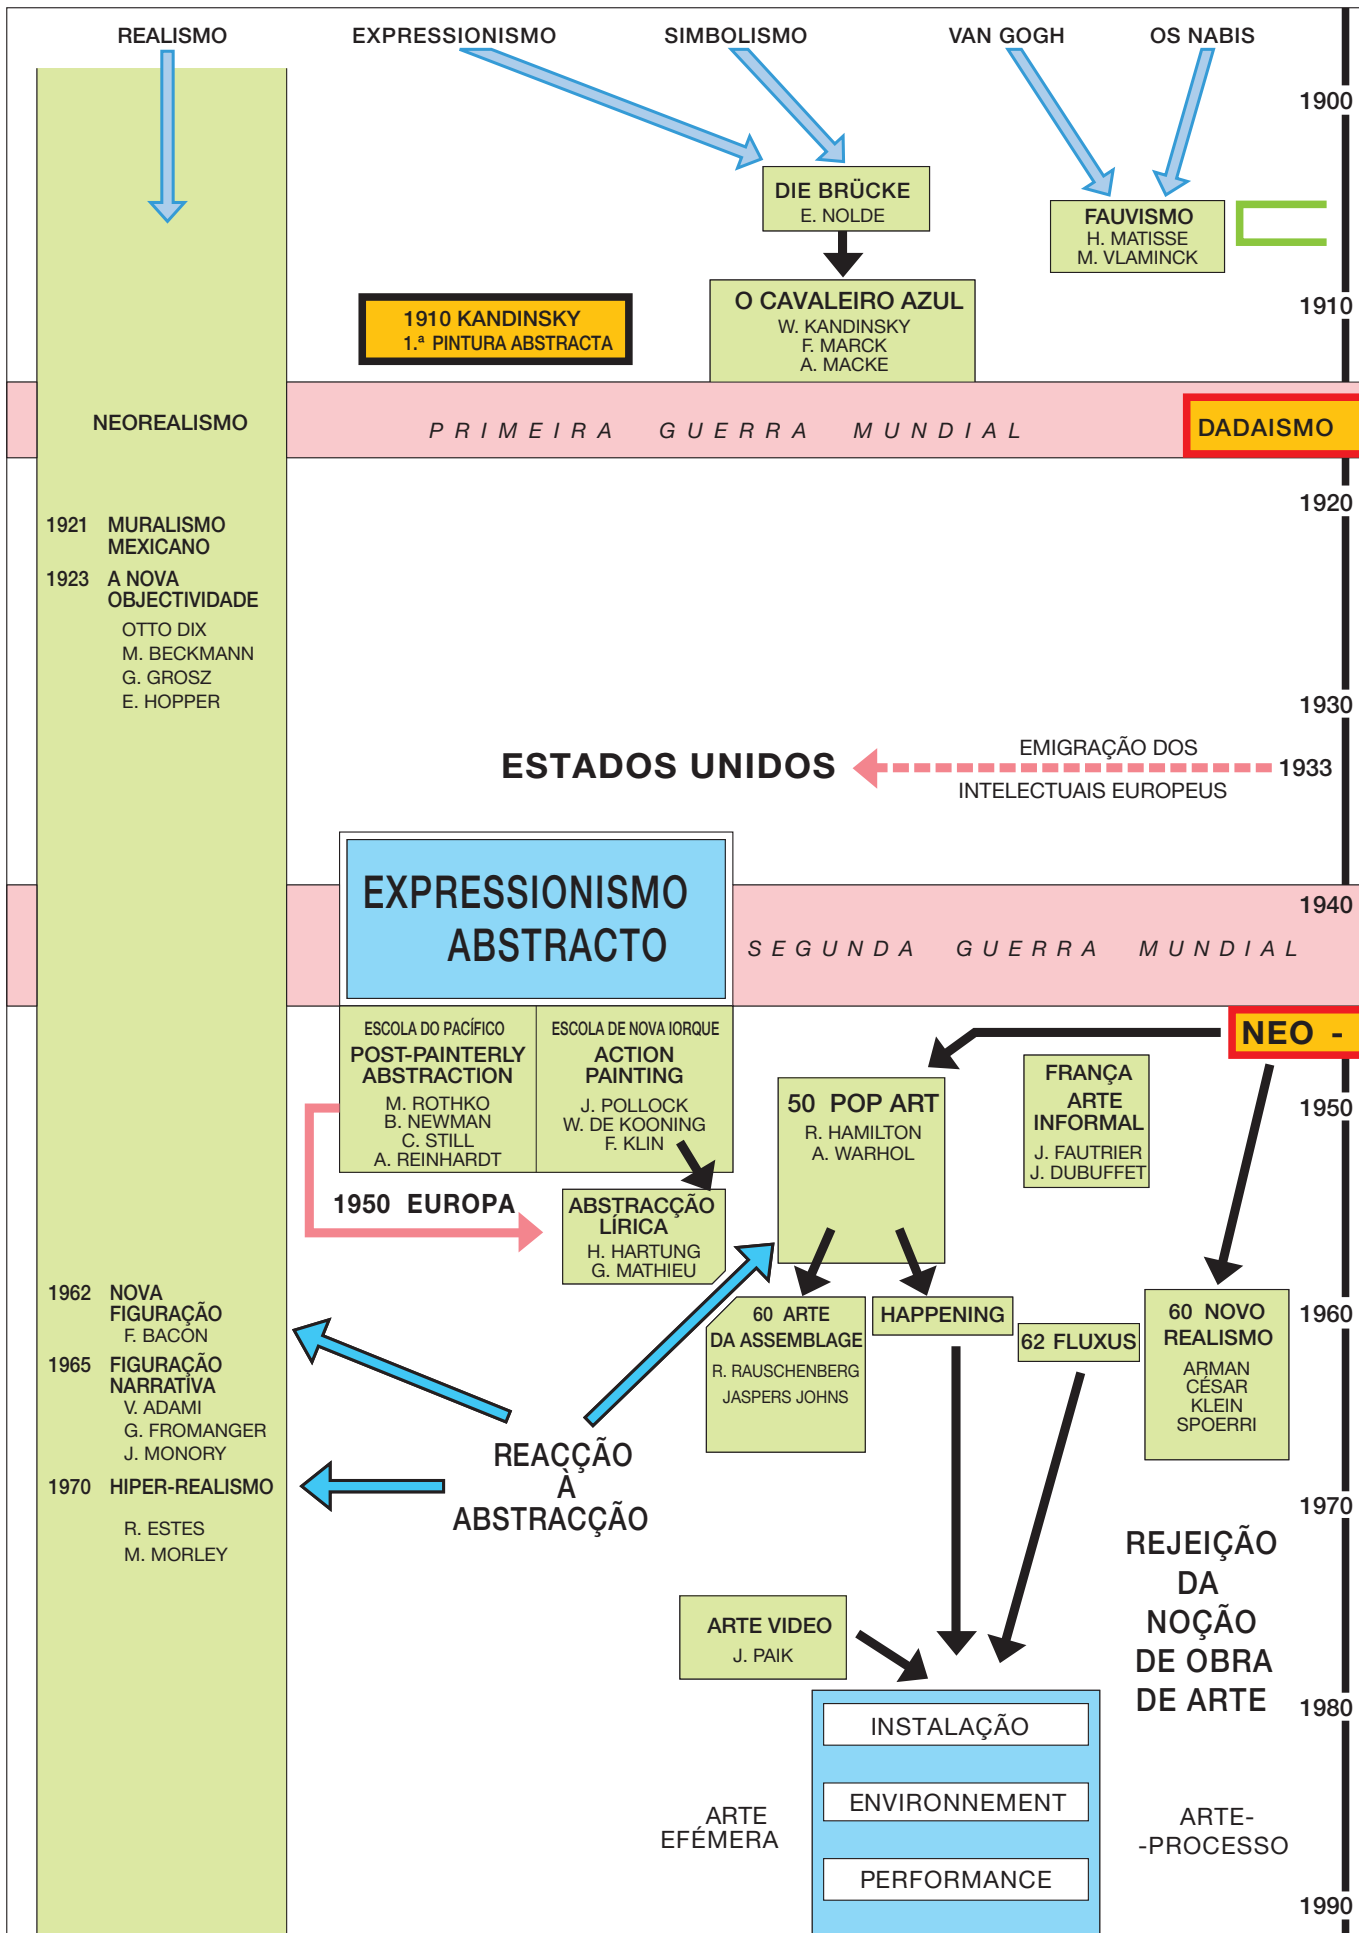 REALISMO
EXPRESSIONISMO
SIMBOLISMO
VAN GOGH
OS NABIS
1900
DIE BRÜCKE
E. NOLDE
FAUVISMO
H. MATISSE
M. VLAMINCK
1910
O CAVALEIRO AZUL
W. KANDINSKY
F. MARCK
A. MACKE
1910 KANDINSKY
1.ª PINTURA ABSTRACTA
NEOREALISMO
PRIMEIRA GUERRA MUNDIAL
DADAISMO
1920
1921 MURALISMO
MEXICANO
1923 A NOVA
OBJECTIVIDADE
OTTO DIX
M. BECKMANN
G. GROSZ
E. HOPPER
1930
ESTADOS UNIDOS
EMIGRAÇÃO DOS
INTELECTUAIS EUROPEUS
1933
EXPRESSIONISMO
ABSTRACTO
1940
SEGUNDA GUERRA MUNDIAL
ESCOLA DO PACÍFICO
POST-PAINTERLY
ABSTRACTION
M. ROTHKO
B. NEWMAN
C. STILL
A. REINHARDT
ESCOLA DE NOVA IORQUE
ACTION
PAINTING
J. POLLOCK
W. DE KOONING
F. KLIN
NEO -
50 POP ART
R. HAMILTON
A. WARHOL
FRANÇA
ARTE
INFORMAL
J. FAUTRIER
J. DUBUFFET
1950
1950 EUROPA
ABSTRACÇÃO
LÍRICA
H. HARTUNG
G. MATHIEU
1962 NOVA
FIGURAÇÃO
F. BACON
1965 FIGURAÇÃO
NARRATIVA
V. ADAMI
G. FROMANGER
J. MONORY
1970 HIPER-REALISMO
R. ESTES
M. MORLEY
60 ARTE
DA ASSEMBLAGE
R. RAUSCHENBERG
JASPERS JOHNS
HAPPENING
62 FLUXUS
60 NOVO
REALISMO
ARMAN
CÉSAR
KLEIN
SPOERRI
1960
REACÇÃO
À
ABSTRACÇÃO
1970
REJEIÇÃO
DA
NOÇÃO
DE OBRA
DE ARTE
ARTE VIDEO
J. PAIK
1980
INSTALAÇÃO
ENVIRONNEMENT
PERFORMANCE
ARTE
EFÉMERA
ARTE-
-PROCESSO
1990